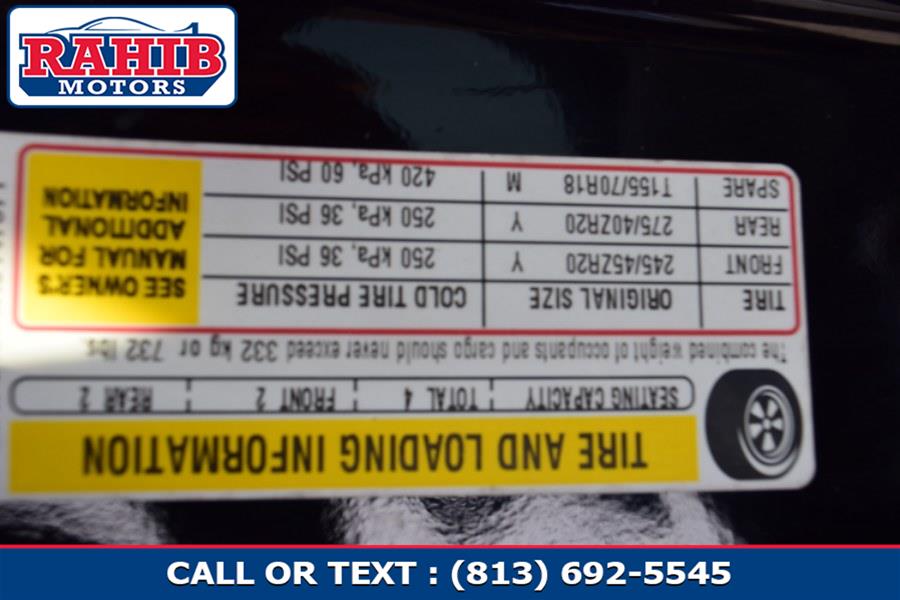 RAHIB
MOTORS
TIRE AND LOADING INFORMATION
SEATING CAPACITY TOTAL 4 FRONT 2 REAR 2
The combined weight of occupants and cargo should never exceed 332 kg or 732 lbs.
TIRE ORIGINAL SIZE COLD TIRE PRESSURE
FRONT 245/45ZR20 Y 250 kPa, 36 PSI
REAR 275/40ZR20 Y 250 kPa, 36 PSI
SPARE T155/70R18 M 420 kPa, 60 PSI
SEE OWNER'S
MANUAL FOR
ADDITIONAL
INFORMATION
CALL OR TEXT : (813) 692-5545